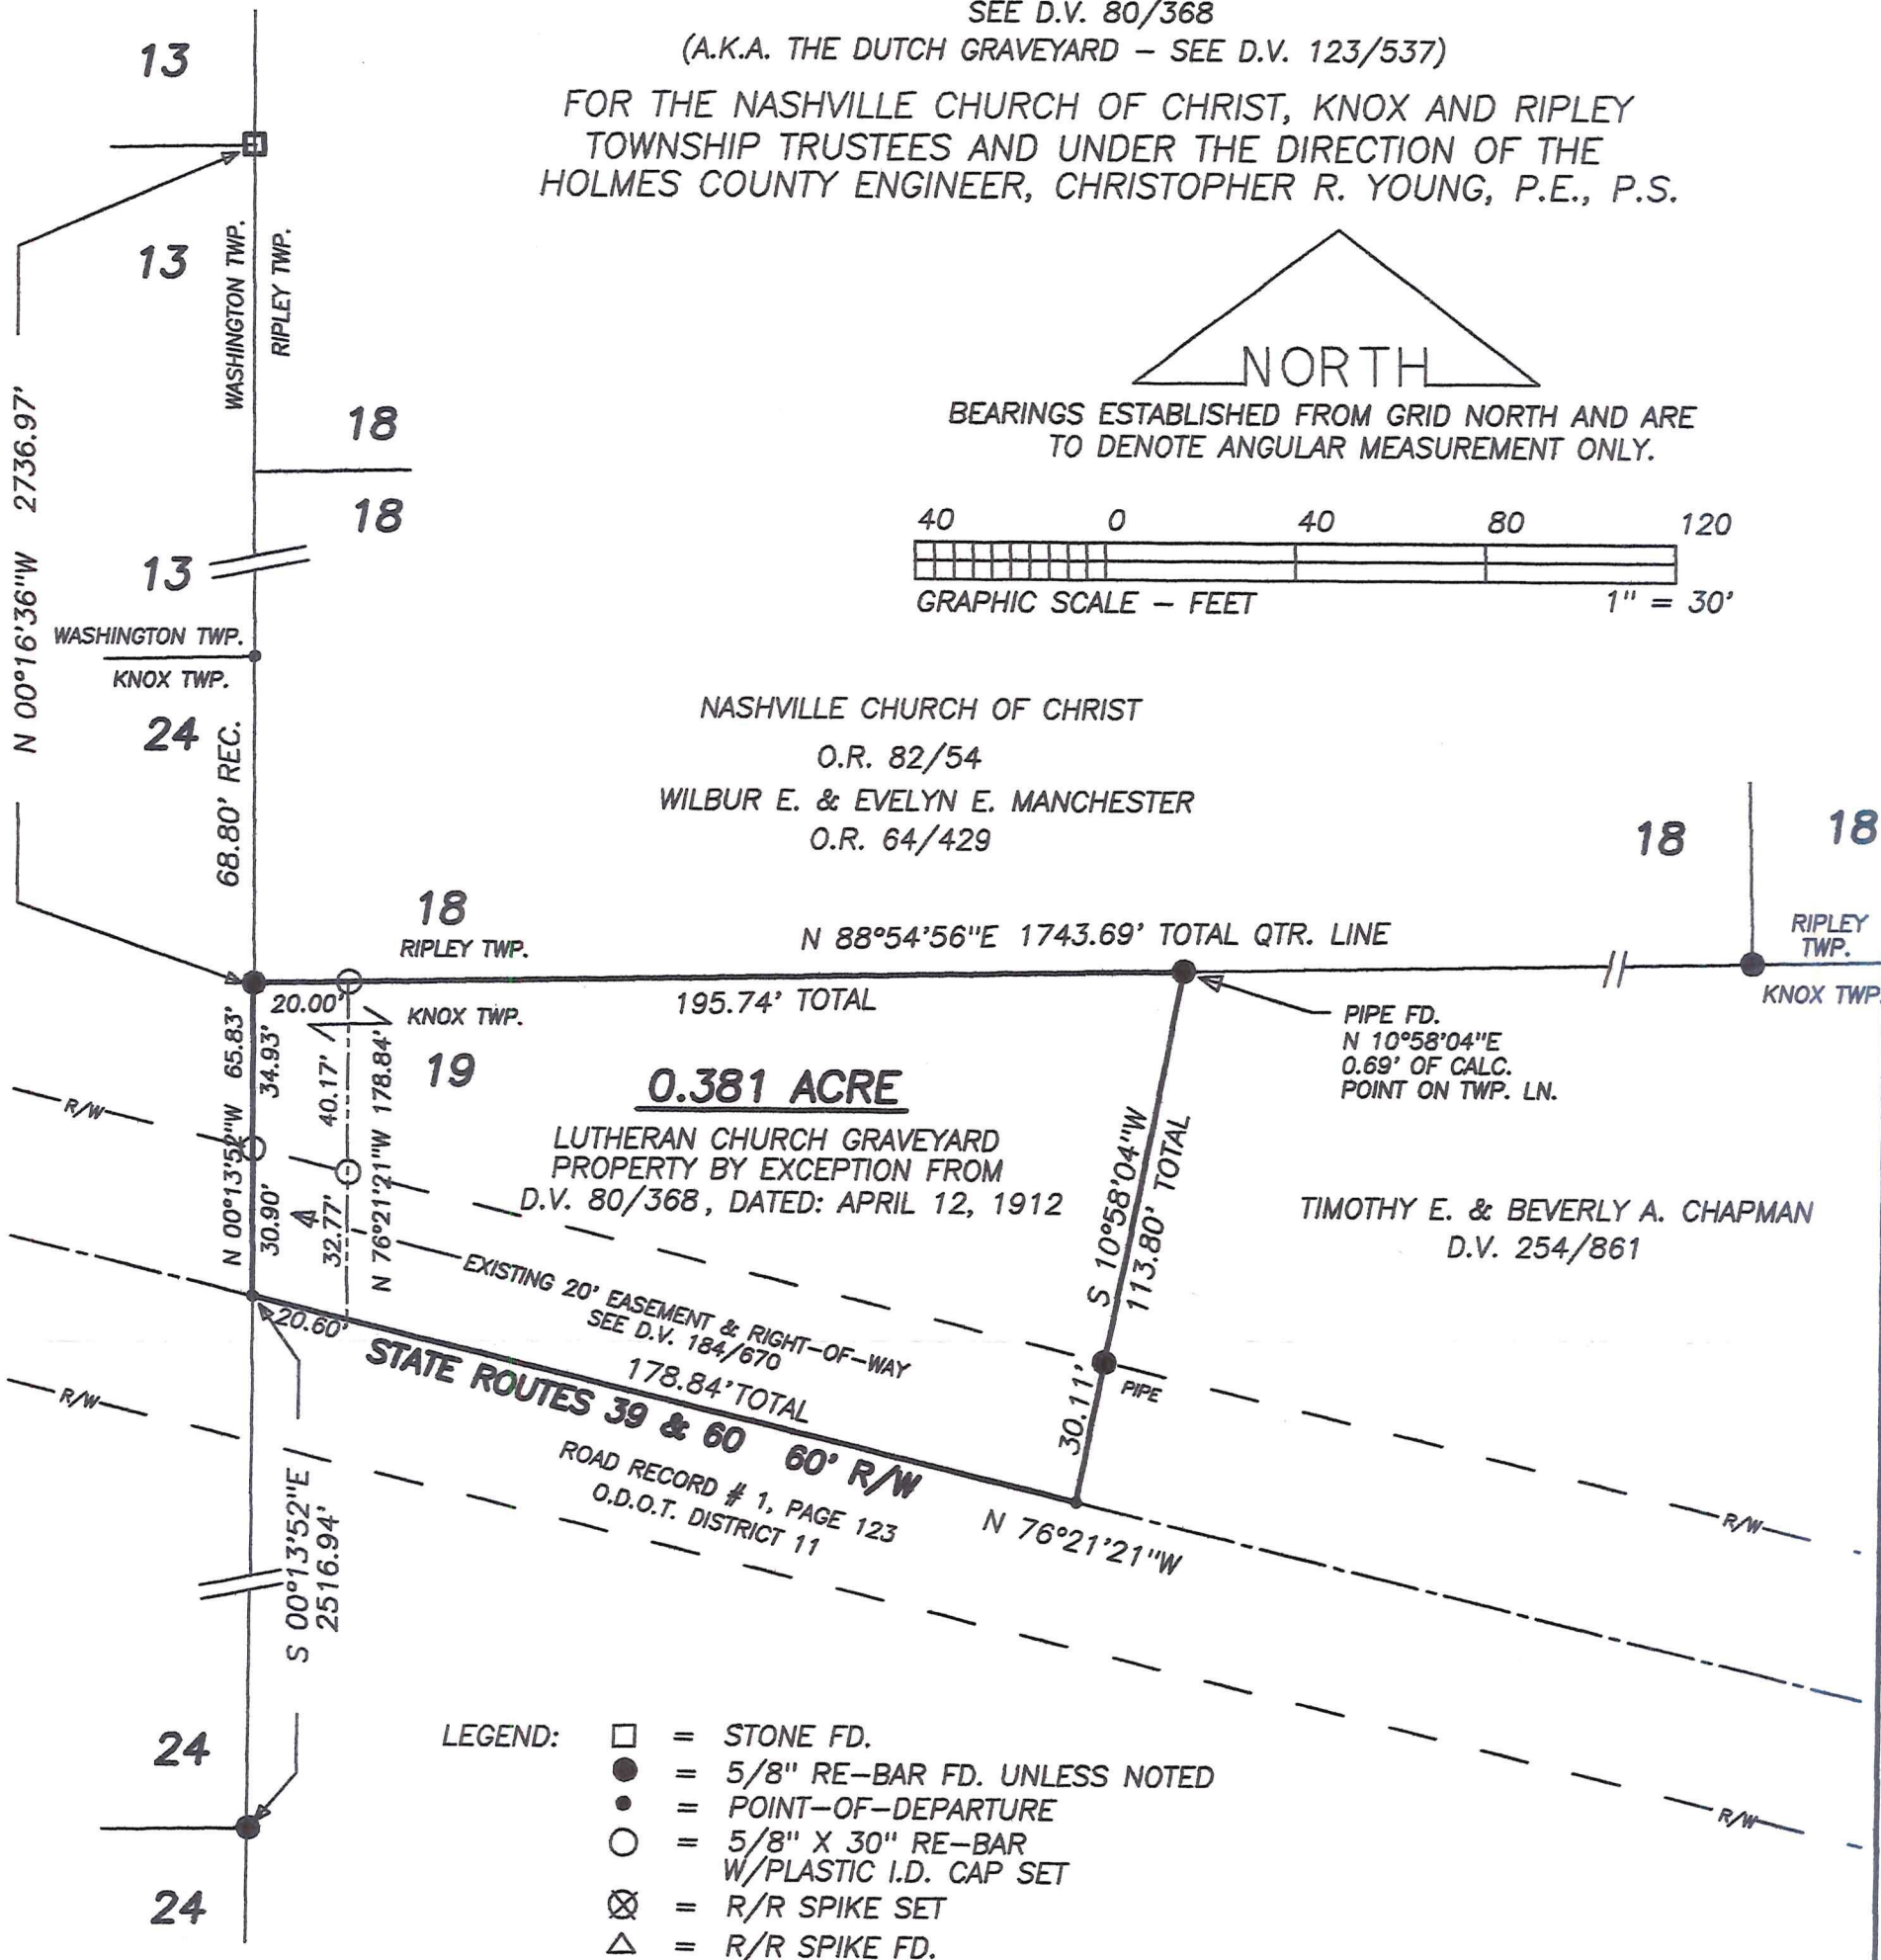 SEE D.V. 80/368
(A.K.A. THE DUTCH GRAVEYARD – SEE D.V. 123/537)
FOR THE NASHVILLE CHURCH OF CHRIST, KNOX AND RIPLEY
TOWNSHIP TRUSTEES AND UNDER THE DIRECTION OF THE
HOLMES COUNTY ENGINEER, CHRISTOPHER R. YOUNG, P.E., P.S.
13
13
WASHINGTON TWP.
RIPLEY TWP.
N 00°16'36"W 2736.97'
18
18
13
NORTH
BEARINGS ESTABLISHED FROM GRID NORTH AND ARE
TO DENOTE ANGULAR MEASUREMENT ONLY.
40 0 40 80 120
GRAPHIC SCALE – FEET 1" = 30'
WASHINGTON TWP.
KNOX TWP.
24
68.80' REC.
NASHVILLE CHURCH OF CHRIST
O.R. 82/54
WILBUR E. & EVELYN E. MANCHESTER
O.R. 64/429
18
18
18
RIPLEY TWP.
N 88°54'56"E 1743.69' TOTAL QTR. LINE
RIPLEY
TWP.
KNOX TWP.
20.00'
KNOX TWP.
195.74' TOTAL
19
PIPE FD.
N 10°58'04"E
0.69' OF CALC.
POINT ON TWP. LN.
N 00°13'52"W 65.83'
34.93'
30.90'
40.17'
32.77'
N 76°21'21"W 178.84'
0.381 ACRE
LUTHERAN CHURCH GRAVEYARD
PROPERTY BY EXCEPTION FROM
D.V. 80/368, DATED: APRIL 12, 1912
S 10°58'04"W
113.80' TOTAL
TIMOTHY E. & BEVERLY A. CHAPMAN
D.V. 254/861
R/W
EXISTING 20' EASEMENT & RIGHT-OF-WAY
SEE D.V. 184/670
20.60'
178.84' TOTAL
STATE ROUTES 39 & 60 60' R/W
30.11'
PIPE
R/W
ROAD RECORD # 1, PAGE 123
O.D.O.T. DISTRICT 11
N 76°21'21"W
R/W
S 00°13'52"E
2516.94'
R/W
24
24
LEGEND:
= STONE FD.
= 5/8" RE-BAR FD. UNLESS NOTED
= POINT-OF-DEPARTURE
= 5/8" X 30" RE-BAR
W/PLASTIC I.D. CAP SET
= R/R SPIKE SET
= R/R SPIKE FD.